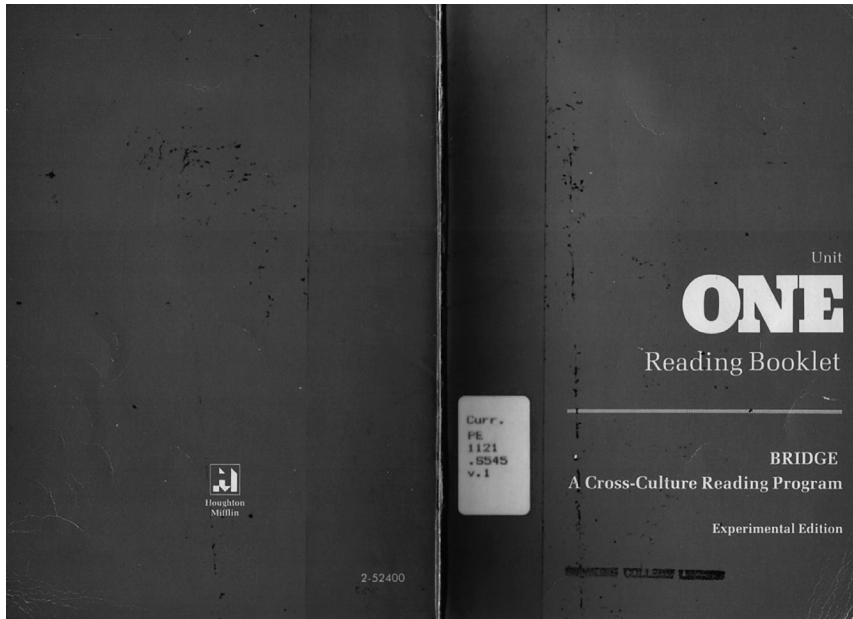 Houghton
Mifflin
2-52400
Curr.
PE
1121
.S545
v.1
Unit
ONE
Reading Booklet
BRIDGE
A Cross-Culture Reading Program
Experimental Edition
COLLEGE